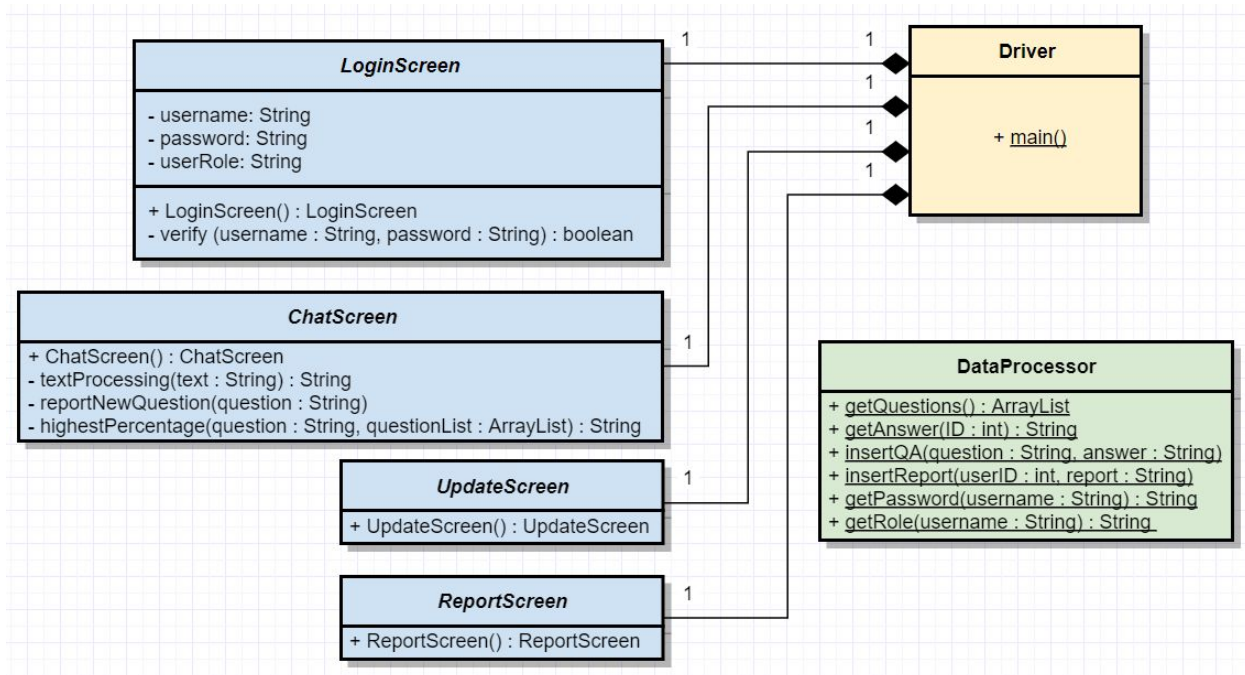 LoginScreen
- username: String
- password: String
- userRole: String
+ LoginScreen() : LoginScreen
- verify (username : String, password : String) : boolean
1
1
1
1
1
Driver
+ main()
ChatScreen
+ ChatScreen() : ChatScreen
- textProcessing(text : String) : String
- reportNewQuestion(question : String)
- highestPercentage(question : String, questionList : ArrayList) : String
1
DataProcessor
+ getQuestions() : ArrayList
+ getAnswer(ID : int) : String
+ insertQA(question : String, answer : String)
+ insertReport(userID : int, report : String)
+ getPassword(username : String) : String
+ getRole(username : String) : String
UpdateScreen
+ UpdateScreen() : UpdateScreen
1
ReportScreen
+ ReportScreen() : ReportScreen
1